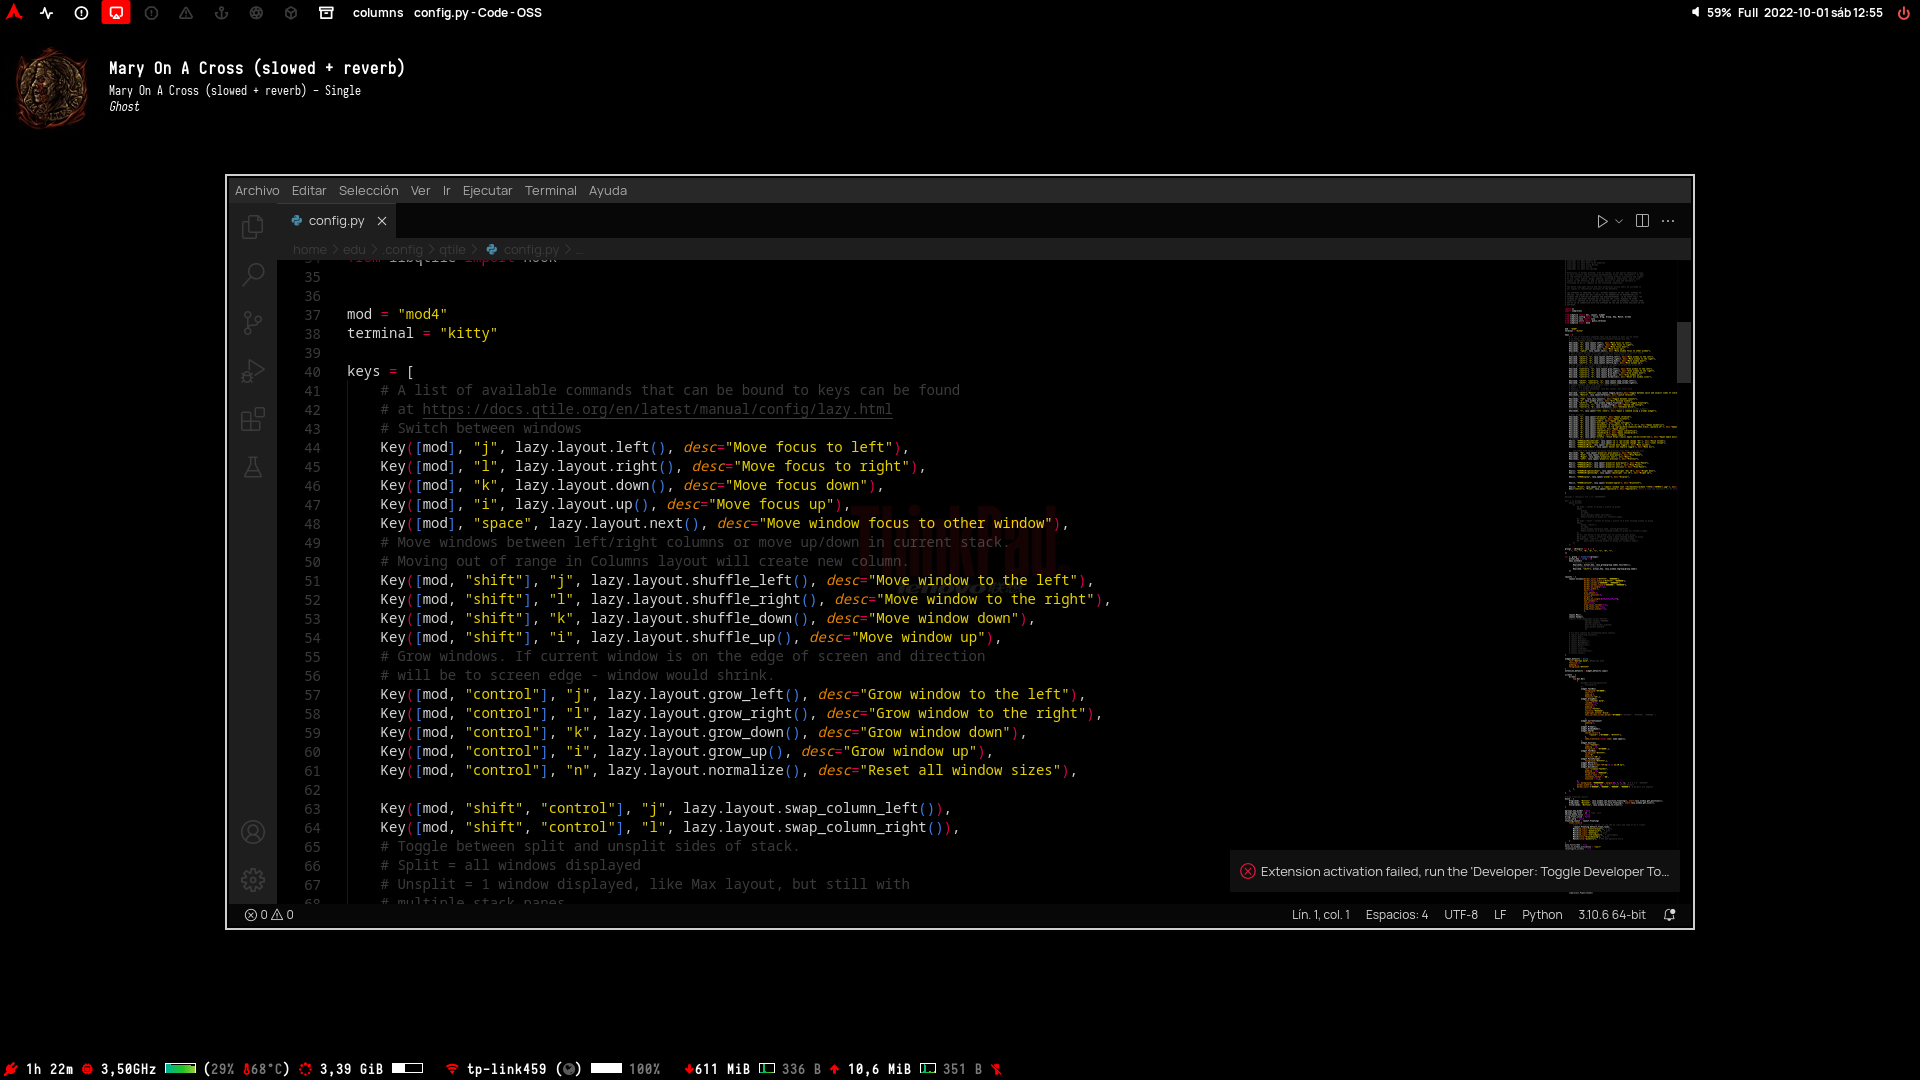 columns config.py - Code - OSS
59% Full 2022-10-01 sáb 12:55
Mary On A Cross (slowed + reverb)
Mary On A Cross (slowed + reverb) – Single
Ghost
Archivo Editar Selección Ver Ir Ejecutar Terminal Ayuda
config.py
home > edu > .config > qtile > config.py > ...
34 from libqtile import hook
35
36
37 mod = "mod4"
38 terminal = "kitty"
39
40 keys = [
41 # A list of available commands that can be bound to keys can be found
42 # at https://docs.qtile.org/en/latest/manual/config/lazy.html
43 # Switch between windows
44 Key([mod], "j", lazy.layout.left(), desc="Move focus to left"),
45 Key([mod], "l", lazy.layout.right(), desc="Move focus to right"),
46 Key([mod], "k", lazy.layout.down(), desc="Move focus down"),
47 Key([mod], "i", lazy.layout.up(), desc="Move focus up"),
48 Key([mod], "space", lazy.layout.next(), desc="Move window focus to other window"),
49 # Move windows between left/right columns or move up/down in current stack.
50 # Moving out of range in Columns layout will create new column.
51 Key([mod, "shift"], "j", lazy.layout.shuffle_left(), desc="Move window to the left"),
52 Key([mod, "shift"], "l", lazy.layout.shuffle_right(), desc="Move window to the right"),
53 Key([mod, "shift"], "k", lazy.layout.shuffle_down(), desc="Move window down"),
54 Key([mod, "shift"], "i", lazy.layout.shuffle_up(), desc="Move window up"),
55 # Grow windows. If current window is on the edge of screen and direction
56 # will be to screen edge - window would shrink.
57 Key([mod, "control"], "j", lazy.layout.grow_left(), desc="Grow window to the left"),
58 Key([mod, "control"], "l", lazy.layout.grow_right(), desc="Grow window to the right"),
59 Key([mod, "control"], "k", lazy.layout.grow_down(), desc="Grow window down"),
60 Key([mod, "control"], "i", lazy.layout.grow_up(), desc="Grow window up"),
61 Key([mod, "control"], "n", lazy.layout.normalize(), desc="Reset all window sizes"),
62
63 Key([mod, "shift", "control"], "j", lazy.layout.swap_column_left()),
64 Key([mod, "shift", "control"], "l", lazy.layout.swap_column_right()),
65 # Toggle between split and unsplit sides of stack.
66 # Split = all windows displayed
67 # Unsplit = 1 window displayed, like Max layout, but still with
68 # multiple stack panes
ThinkPad
lenovo
Extension activation failed, run the 'Developer: Toggle Developer To...
0 0
Lín. 1, col. 1 Espacios: 4 UTF-8 LF Python 3.10.6 64-bit
1h 22m 3,50GHz (29% 68°C) 3,39 GiB tp-link459 ( ) 100% 611 MiB 336 B 10,6 MiB 351 B